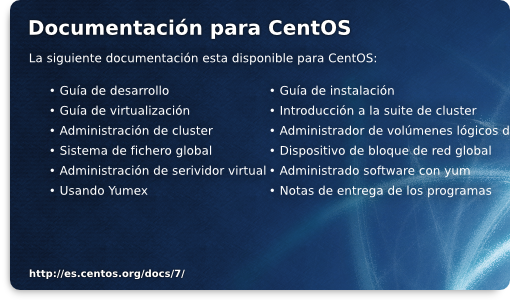 Documentación para CentOS
La siguiente documentación esta disponible para CentOS:
• Guía de desarrollo
• Guía de virtualización
• Administración de cluster
• Sistema de fichero global
• Administración de serividor virtual
• Usando Yumex
• Guía de instalación
• Introducción a la suite de cluster
• Administrador de volúmenes lógicos d
• Dispositivo de bloque de red global
• Administrado software con yum
• Notas de entrega de los programas
http://es.centos.org/docs/7/